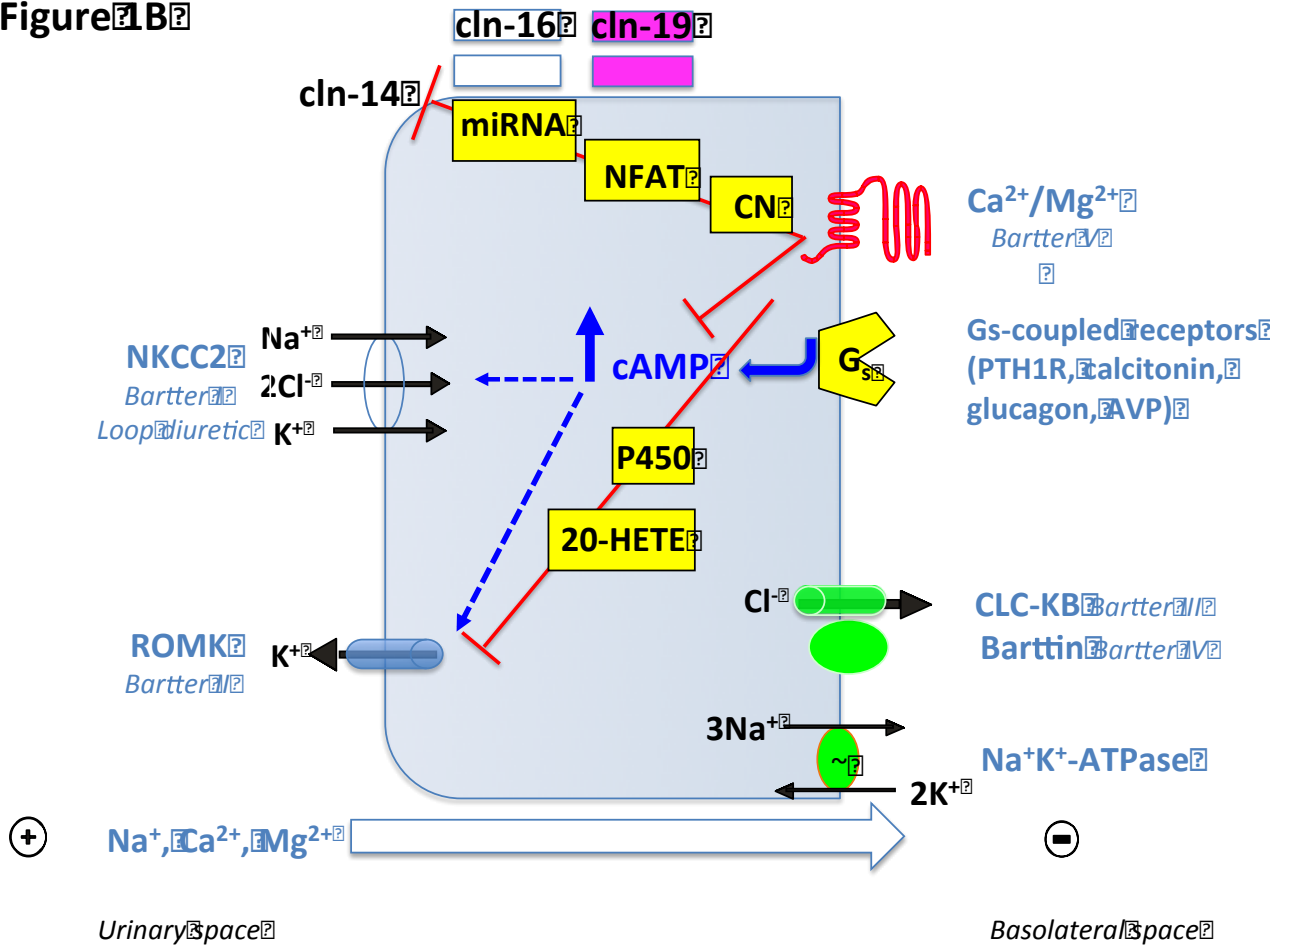 Figure 1B
cln-16
cln-19
cln-14
miRNA
NFAT
CN
Ca²⁺/Mg²⁺
Bartter V
Na⁺
NKCC2
2Cl⁻
Bartter I
Loop diuretic
K⁺
cAMP
Gs
Gs-coupled receptors
(PTH1R, calcitonin,
glucagon, AVP)
P450
20-HETE
Cl⁻
CLC-KB Bartter III
Barttin Bartter IV
ROMK
K⁺
Bartter II
3Na⁺
~
Na⁺K⁺-ATPase
2K⁺
+
Na⁺, Ca²⁺, Mg²⁺
-
Urinary space
Basolateral space